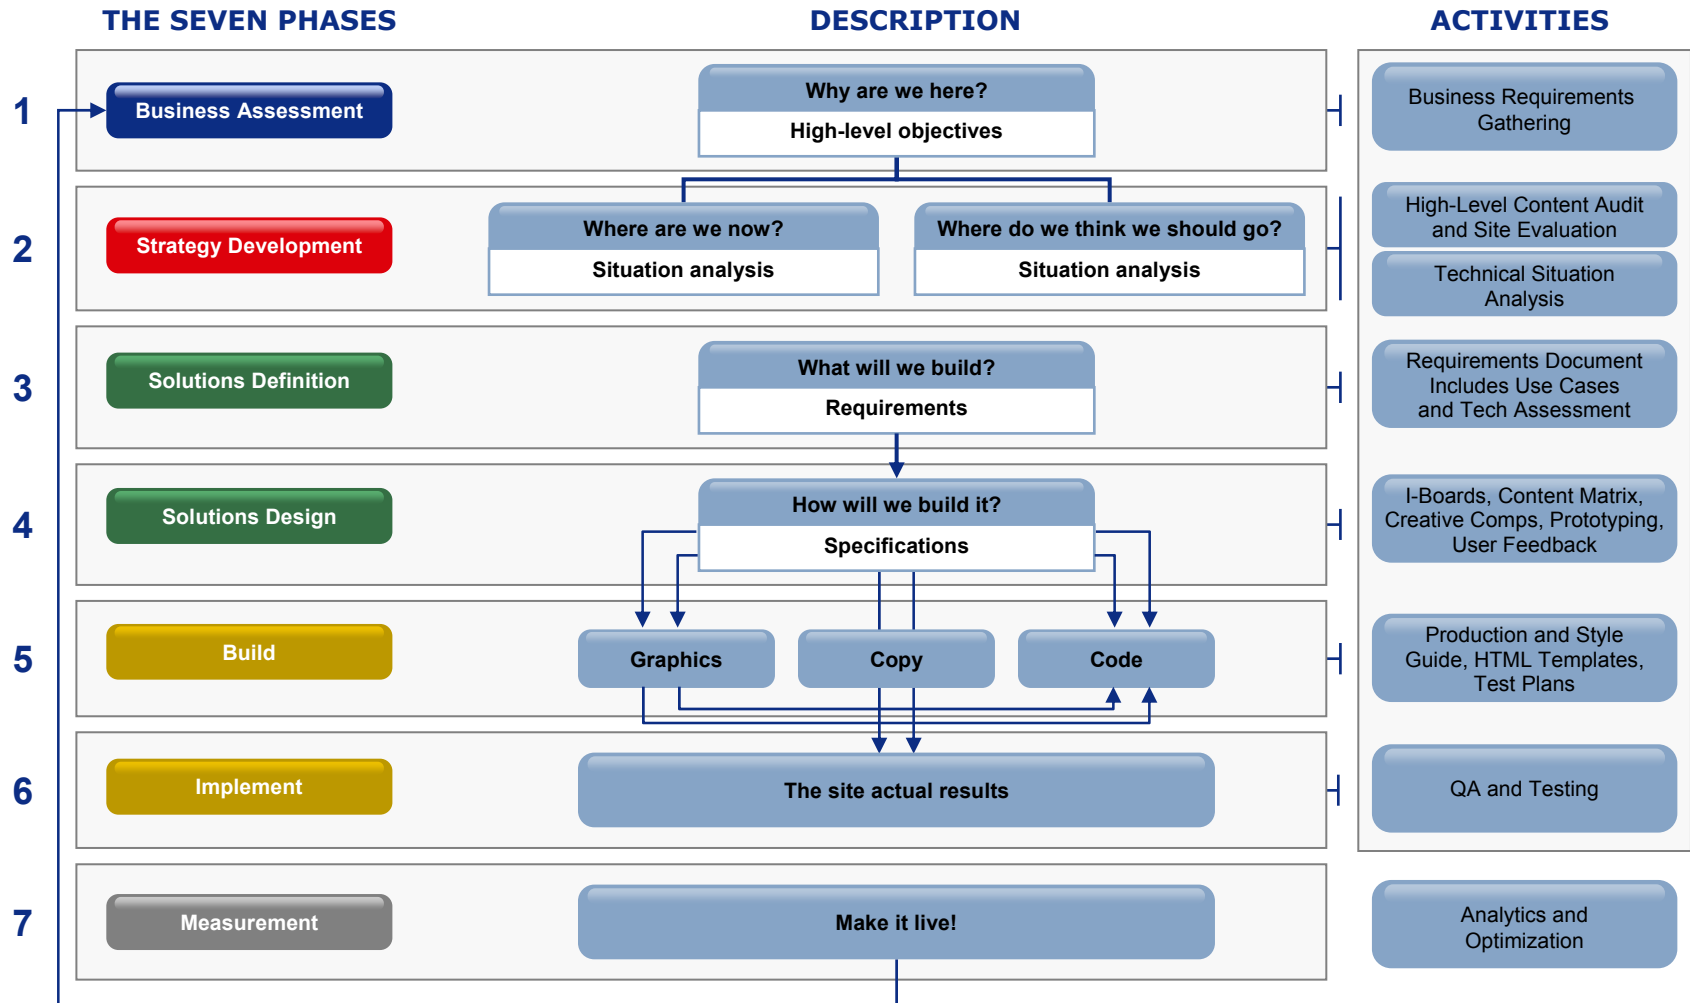 THE SEVEN PHASES
DESCRIPTION
ACTIVITIES
1
Business Assessment
Why are we here?
High-level objectives
Business Requirements
Gathering
2
Strategy Development
Where are we now?
Situation analysis
Where do we think we should go?
Situation analysis
High-Level Content Audit
and Site Evaluation
Technical Situation
Analysis
3
Solutions Definition
What will we build?
Requirements
Requirements Document
Includes Use Cases
and Tech Assessment
4
Solutions Design
How will we build it?
Specifications
I-Boards, Content Matrix,
Creative Comps, Prototyping,
User Feedback
5
Build
Graphics
Copy
Code
Production and Style
Guide, HTML Templates,
Test Plans
6
Implement
The site actual results
QA and Testing
7
Measurement
Make it live!
Analytics and
Optimization